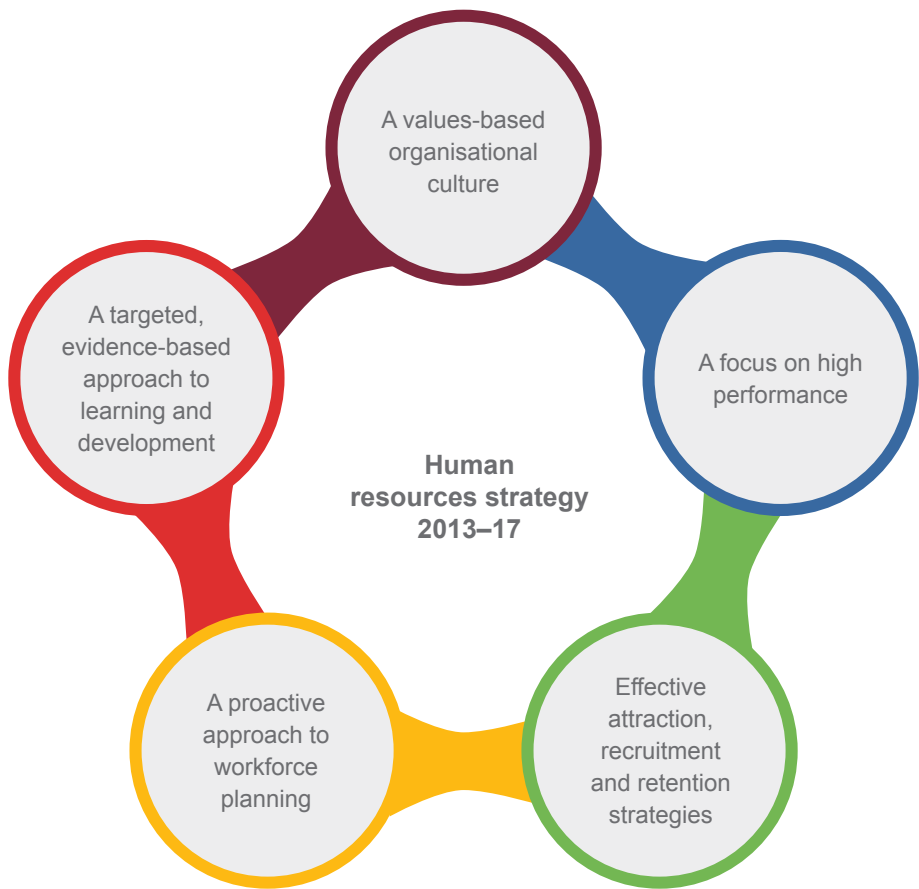 A values-based
organisational
culture
A focus on high
performance
Effective
attraction,
recruitment
and retention
strategies
A proactive
approach to
workforce
planning
A targeted,
evidence-based
approach to
learning and
development
Human
resources strategy
2013–17